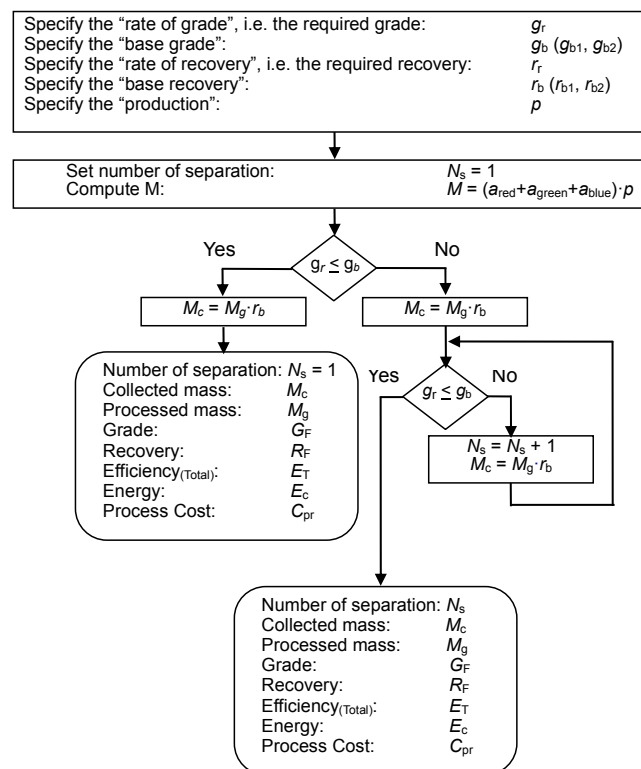 Specify the “rate of grade”, i.e. the required grade: gr
Specify the “base grade”: gb (gb1, gb2)
Specify the “rate of recovery”, i.e. the required recovery: rr
Specify the “base recovery”: rb (rb1, rb2)
Specify the “production”: p
Set number of separation: Ns = 1
Compute M: M = (ared+agreen+ablue)·p
Yes
No
gr ≤ gb
Mc = Mg·rb
Mc = Mg·rb
Number of separation: Ns = 1
Collected mass: Mc
Processed mass: Mg
Grade: GF
Recovery: RF
Efficiency(Total): ET
Energy: Ec
Process Cost: Cpr
Yes
No
gr ≤ gb
Ns = Ns + 1
Mc = Mg·rb
Number of separation: Ns
Collected mass: Mc
Processed mass: Mg
Grade: GF
Recovery: RF
Efficiency(Total): ET
Energy: Ec
Process Cost: Cpr